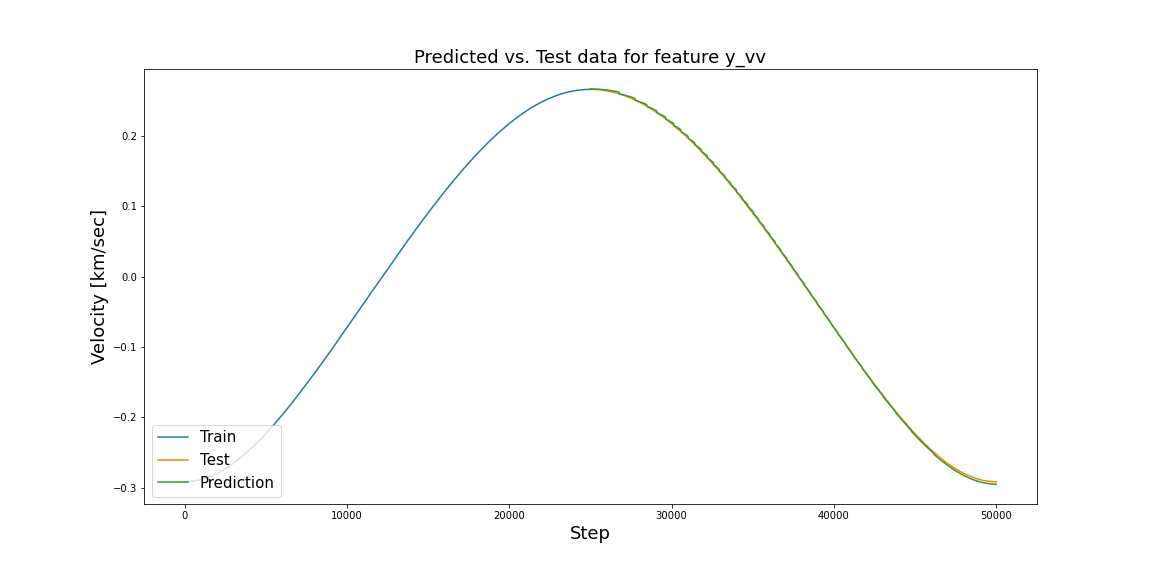 Predicted vs. Test data for feature y_vv
Velocity [km/sec]
0.2
0.1
0.0
−0.1
−0.2
−0.3
Train
Test
Prediction
0 10000 20000 30000 40000 50000
Step